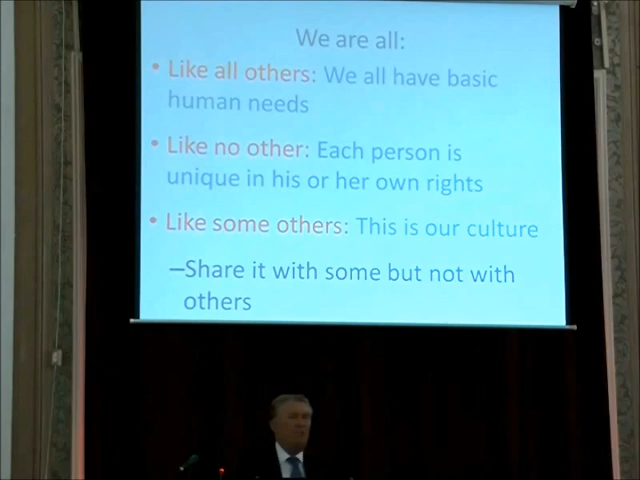 We are all:
• Like all others: We all have basic
human needs
• Like no other: Each person is
unique in his or her own rights
• Like some others: This is our culture
–Share it with some but not with
others